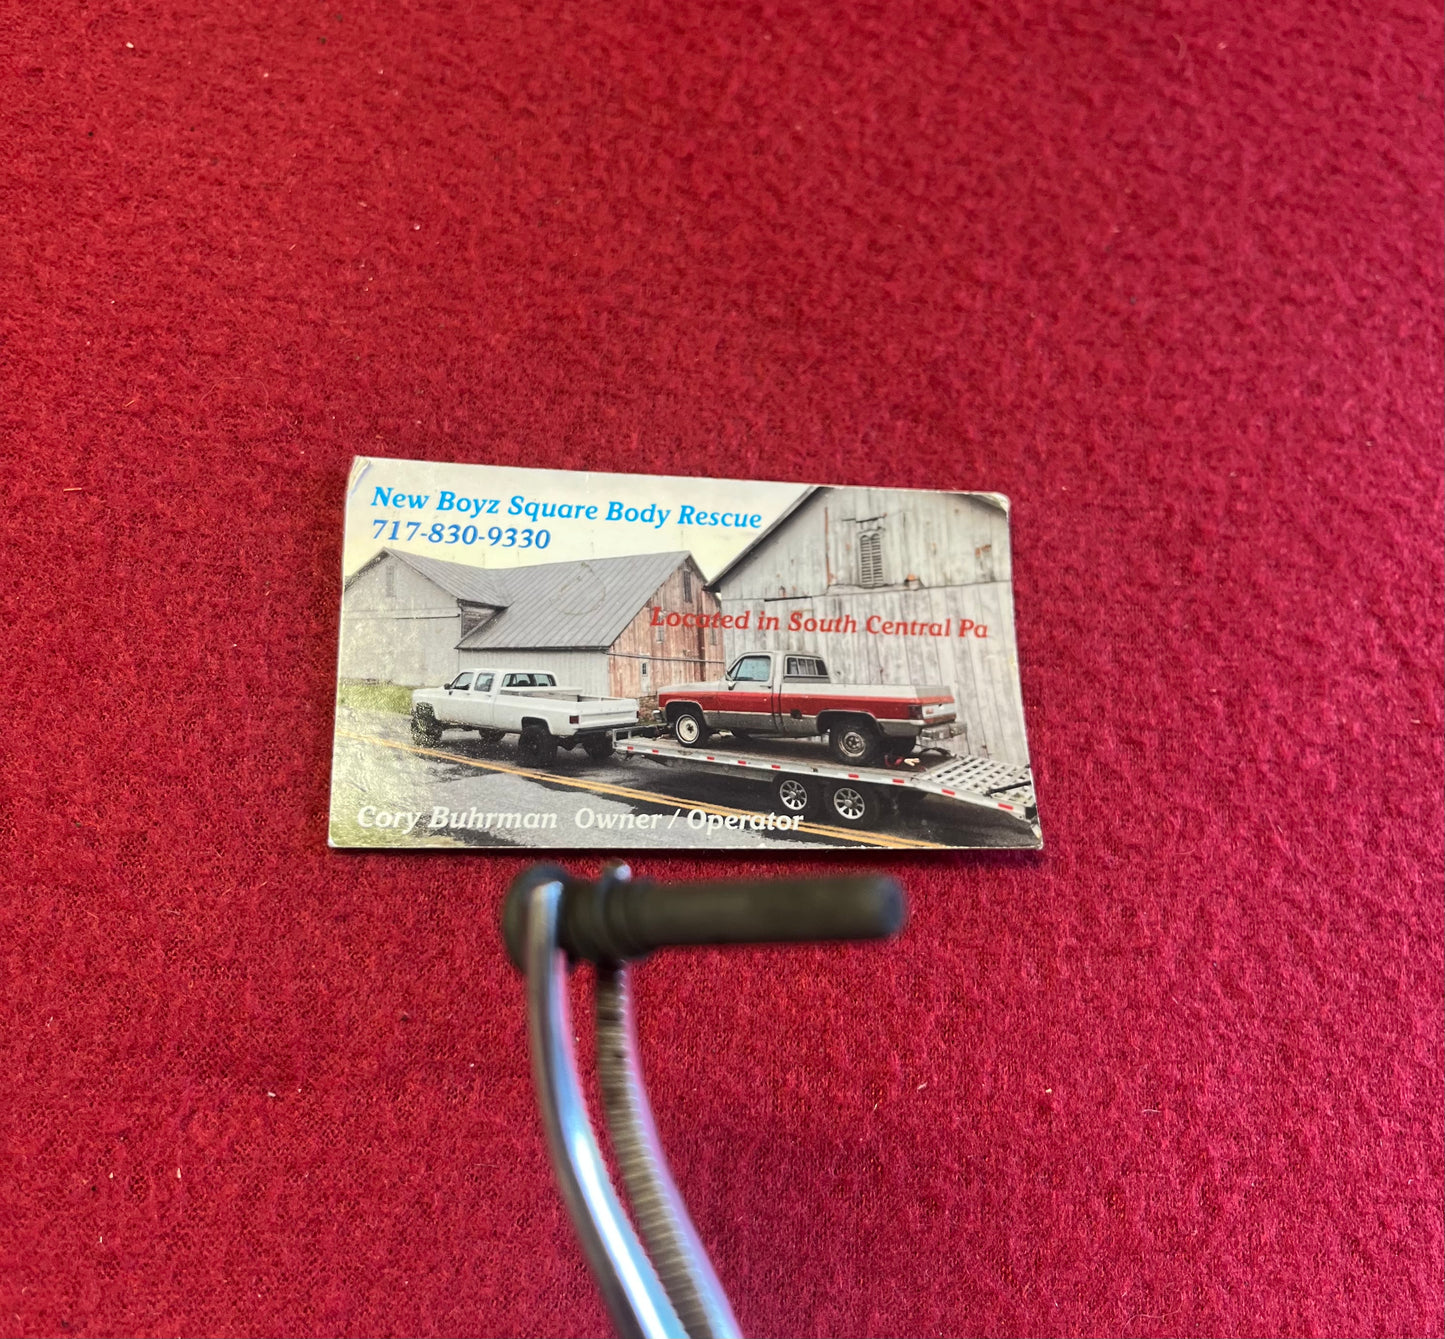 New Boyz Square Body Rescue
717-830-9330
Located in South Central Pa
Cory Buhrman Owner / Operator